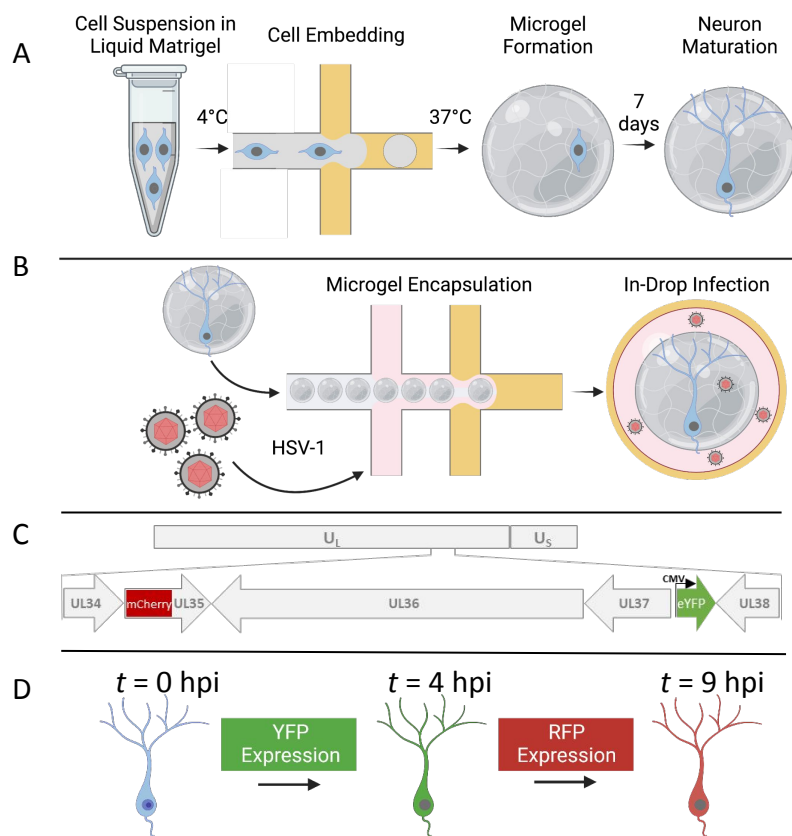 A
Cell Suspension in
Liquid Matrigel
Cell Embedding
Microgel
Formation
Neuron
Maturation
4°C
37°C
7
days
B
Microgel Encapsulation
In-Drop Infection
HSV-1
C
UL
US
CMV
UL34
mCherry
UL35
UL36
UL37
eYFP
UL38
D
t = 0 hpi
t = 4 hpi
t = 9 hpi
YFP
Expression
RFP
Expression